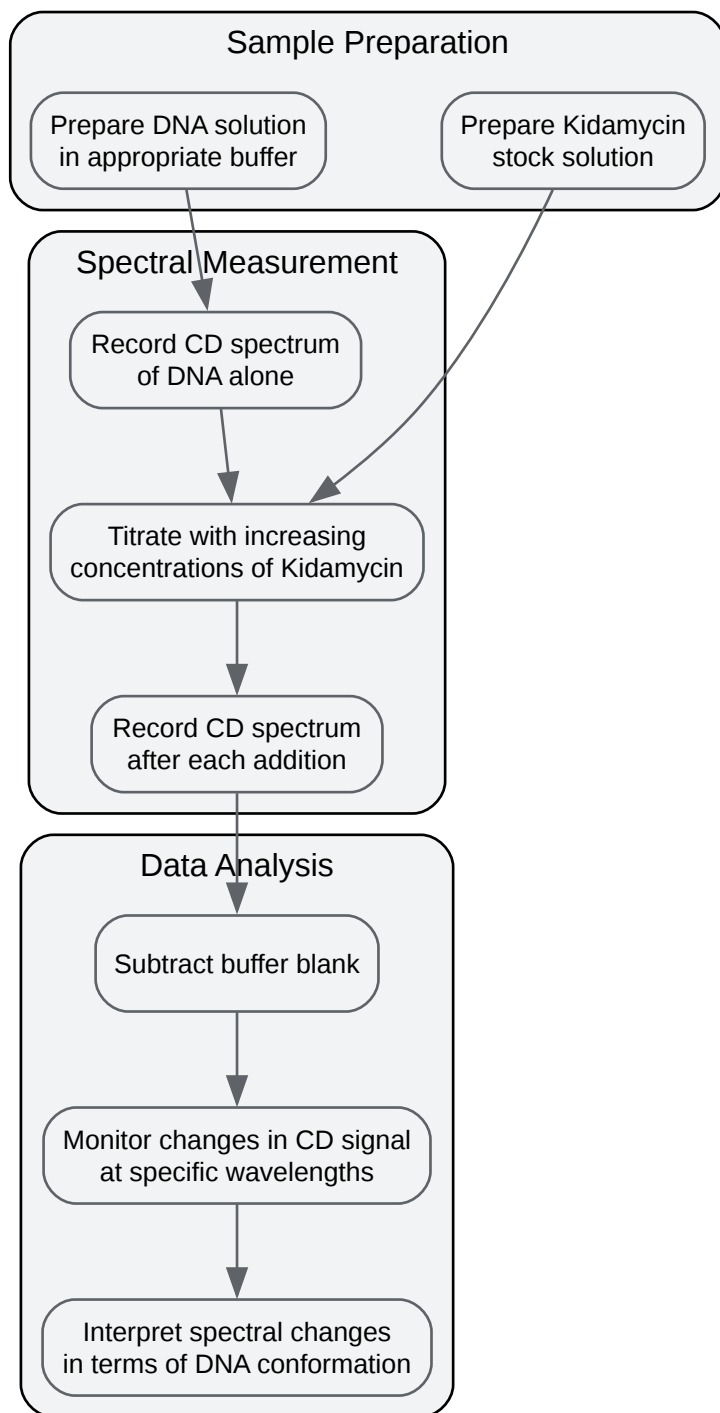 Sample Preparation
Prepare DNA solution
in appropriate buffer
Prepare Kidamycin
stock solution
Spectral Measurement
Record CD spectrum
of DNA alone
Titrate with increasing
concentrations of Kidamycin
Record CD spectrum
after each addition
Data Analysis
Subtract buffer blank
Monitor changes in CD signal
at specific wavelengths
Interpret spectral changes
in terms of DNA conformation